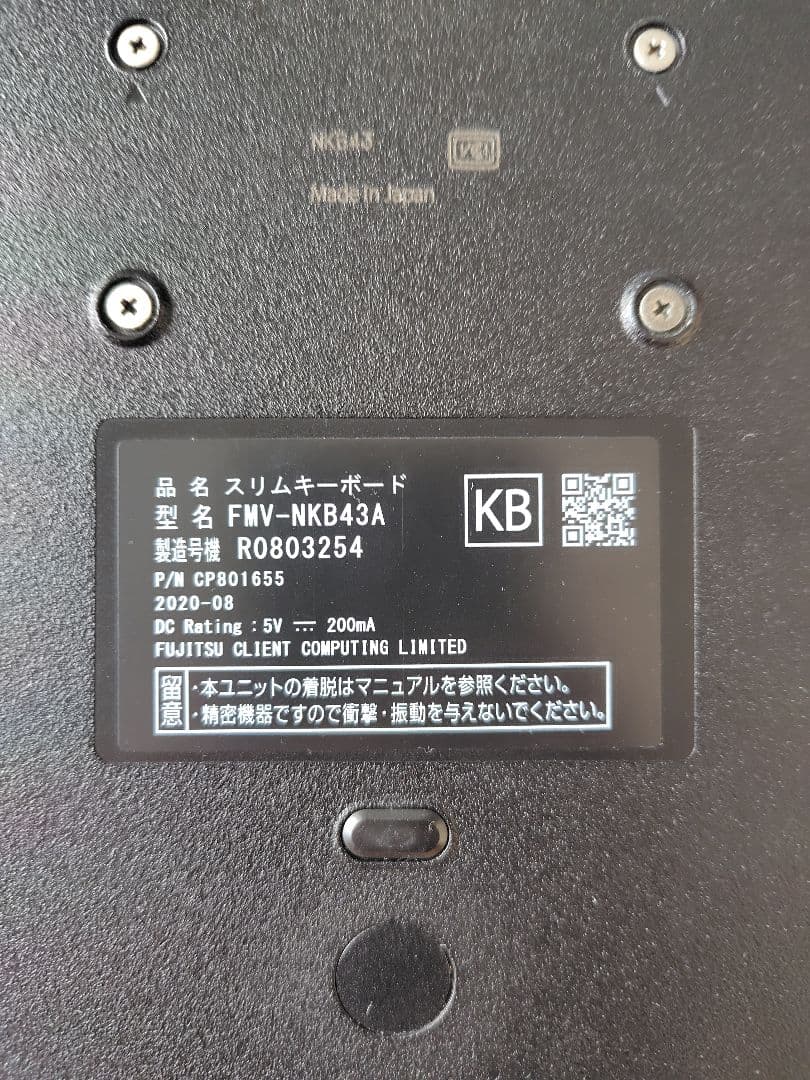 NKB43
Made in Japan
品名 スリムキーボード
KB
型名 FMV-NKB43A
製造号機 R0803254
P/N CP801655
2020-08
DC Rating : 5V ⎓ 200mA
FUJITSU CLIENT COMPUTING LIMITED
留意
・本ユニットの着脱はマニュアルを参照ください。
・精密機器ですので衝撃・振動を与えないでください。